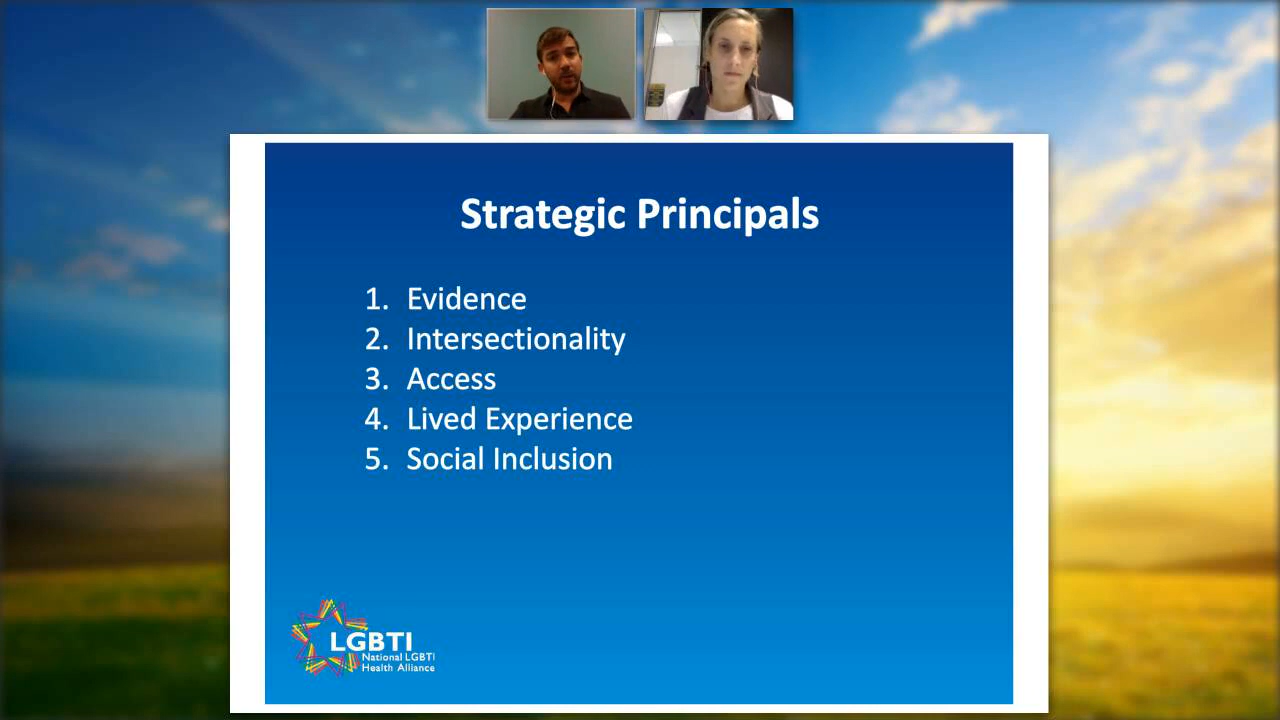 Strategic Principals
1. Evidence
2. Intersectionality
3. Access
4. Lived Experience
5. Social Inclusion
LGBTI
National LGBTI
Health Alliance